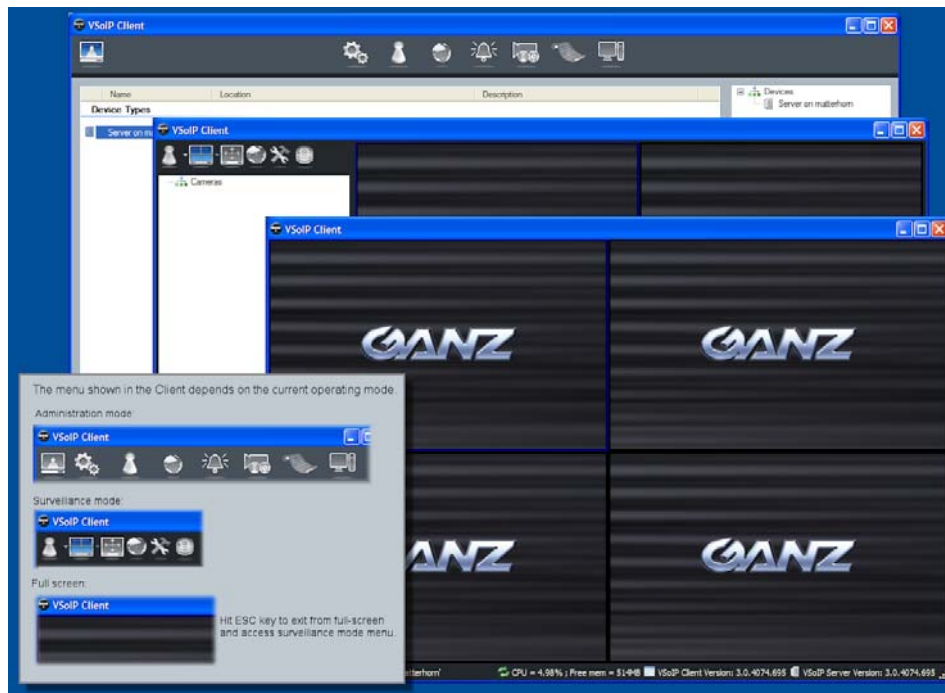 VSoIP Client
Name Location Description
Device Types
Devices
Server on matterhorn
Server on
VSoIP Client
Cameras
VSoIP Client
GANZ
GANZ
GANZ
The menu shown in the Client depends on the current operating mode.
Administration mode:
VSoIP Client
Surveillance mode:
VSoIP Client
Full screen:
VSoIP Client
Hit ESC key to exit from full-screen
and access surveillance mode menu.
CPU = 4.98% ; Free mem = 514MB VSoIP Client Version: 3.0.4074.695 VSoIP Server Version: 3.0.4074.695